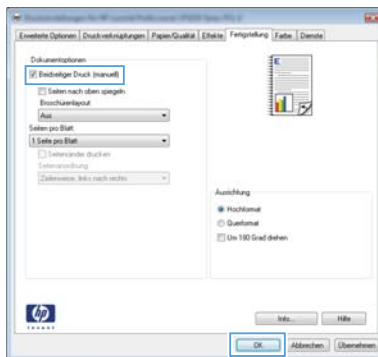 Erweiterte Optionen
Druckverknüpfungen
Papier/Qualität
Effekte
Fertigstellung
Farbe
Dienste
Dokumentoptionen
Beidseitiger Druck (manuell)
Seiten nach oben spiegeln
Broschürenlayout
Aus
Seiten pro Blatt
1 Seite pro Blatt
Seitenränder drucken
Seitenanordnung
Zeilenweise, links nach rechts
Ausrichtung
Hochformat
Querformat
Um 180 Grad drehen
hp
invent
Info...
Hilfe
OK
Abbrechen
Übernehmen